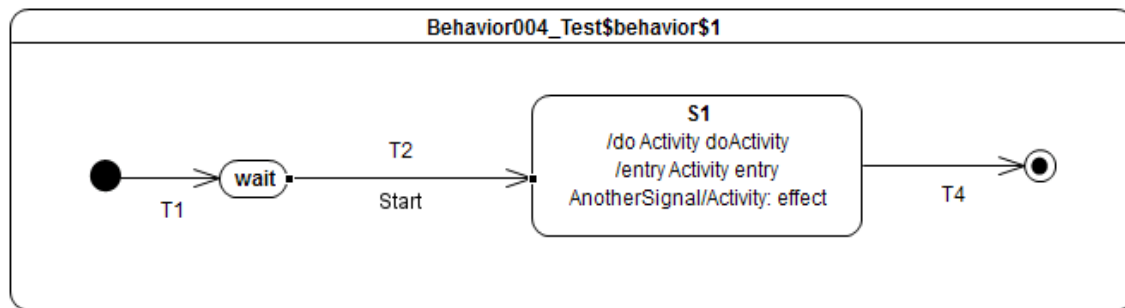 Behavior004_Test$behavior$1
T1
wait
T2
Start
S1
/do Activity doActivity
/entry Activity entry
AnotherSignal/Activity: effect
T4